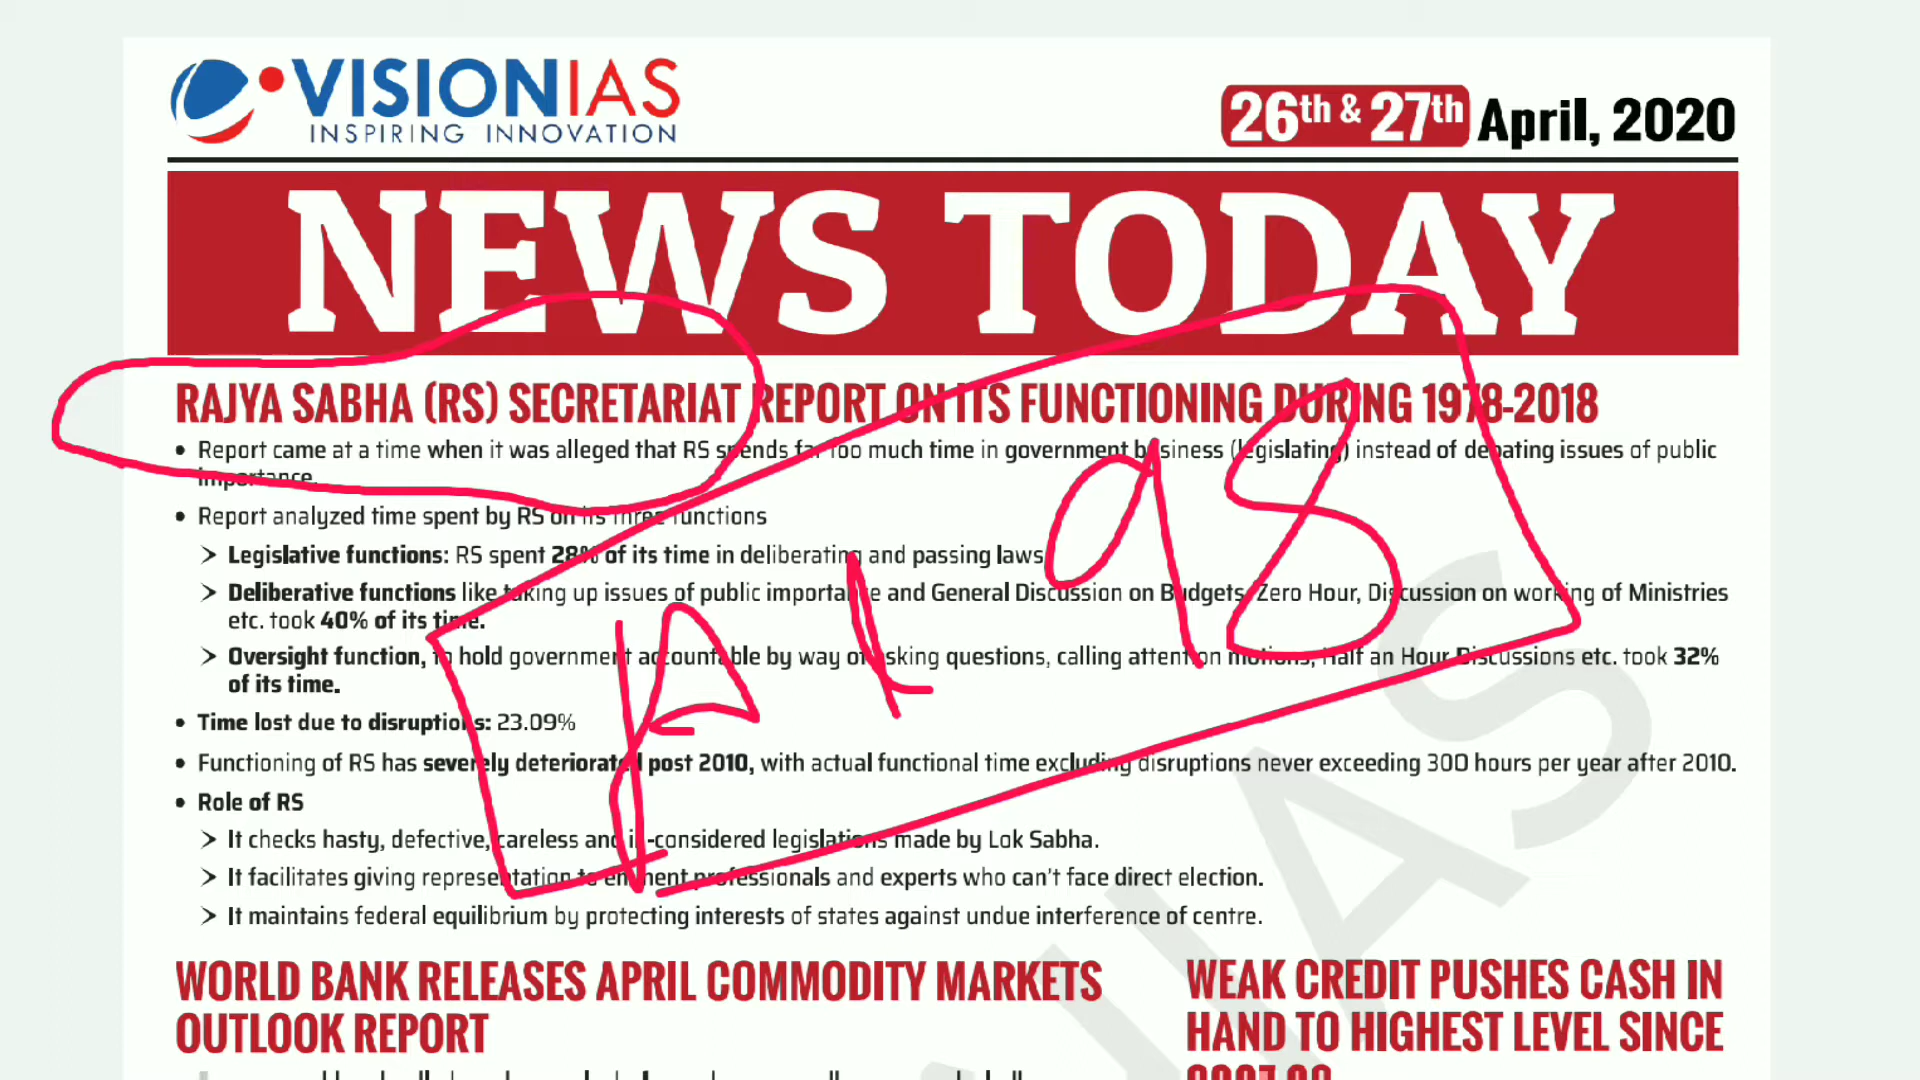 VISIONIAS
INSPIRING INNOVATION
26th & 27th April, 2020
NEWS TODAY
RAJYA SABHA (RS) SECRETARIAT REPORT ON ITS FUNCTIONING DURING 1978-2018
• Report came at a time when it was alleged that RS spends far too much time in government business (legislating) instead of debating issues of public
importance.
• Report analyzed time spent by RS on its three functions
➢ Legislative functions: RS spent 28% of its time in deliberating and passing laws
➢ Deliberative functions like taking up issues of public importance and General Discussion on Budgets, Zero Hour, Discussion on working of Ministries
etc. took 40% of its time.
➢ Oversight function, to hold government accountable by way of asking questions, calling attention motions, Half an Hour Discussions etc. took 32%
of its time.
• Time lost due to disruptions: 23.09%
• Functioning of RS has severely deteriorated post 2010, with actual functional time excluding disruptions never exceeding 300 hours per year after 2010.
• Role of RS
➢ It checks hasty, defective, careless and ill-considered legislations made by Lok Sabha.
➢ It facilitates giving representation to eminent professionals and experts who can't face direct election.
➢ It maintains federal equilibrium by protecting interests of states against undue interference of centre.
WORLD BANK RELEASES APRIL COMMODITY MARKETS
OUTLOOK REPORT
WEAK CREDIT PUSHES CASH IN
HAND TO HIGHEST LEVEL SINCE
98
IAS